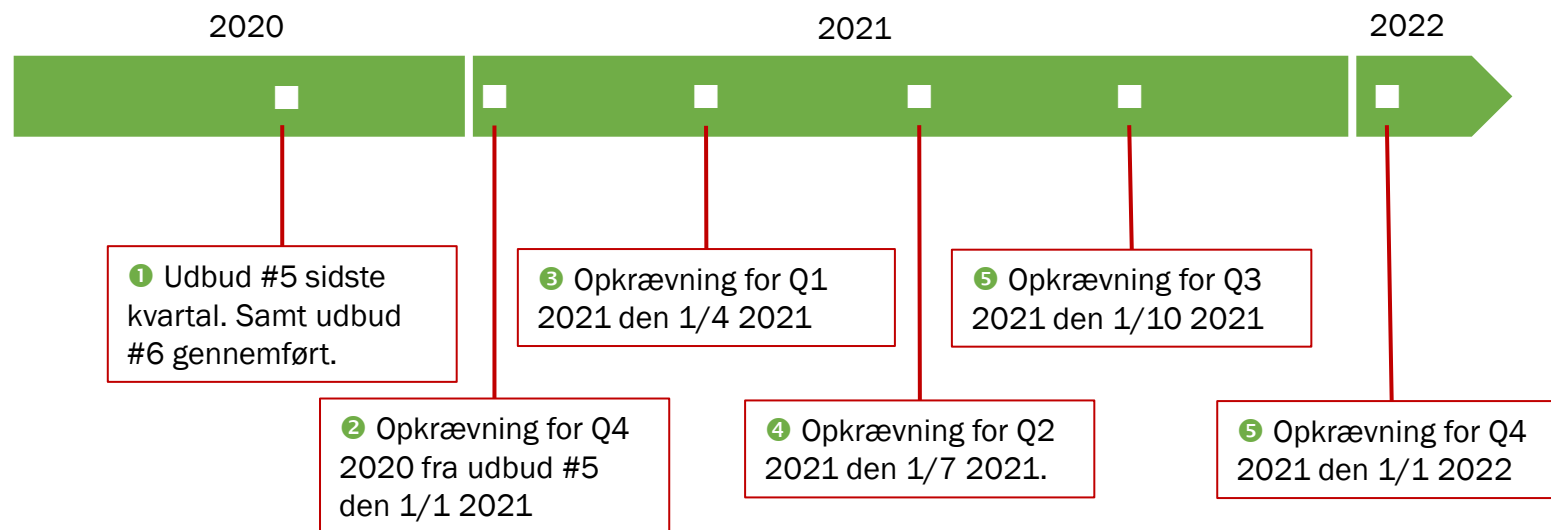 2020
2021
2022
❶ Udbud #5 sidste
kvartal. Samt udbud
#6 gennemført.
❷ Opkrævning for Q4
2020 fra udbud #5
den 1/1 2021
❸ Opkrævning for Q1
2021 den 1/4 2021
❹ Opkrævning for Q2
2021 den 1/7 2021.
❺ Opkrævning for Q3
2021 den 1/10 2021
❺ Opkrævning for Q4
2021 den 1/1 2022